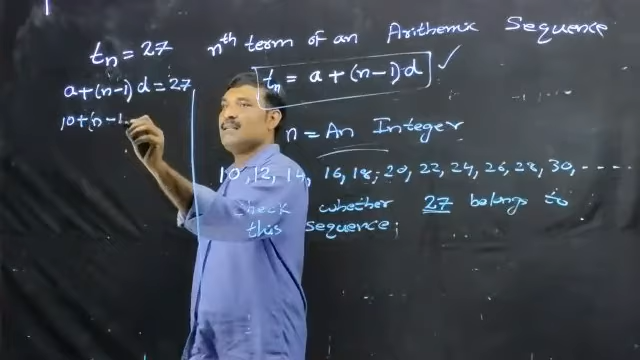 nth term of an Arithemix Sequence
tn = 27
tn = a + (n-1) d
a + (n-1) d = 27
10 + (n-1
n = An Integer
10, 12, 14, 16, 18, 20, 22, 24, 26, 28, 30, ....
Check whether 27 belongs to
this sequence,